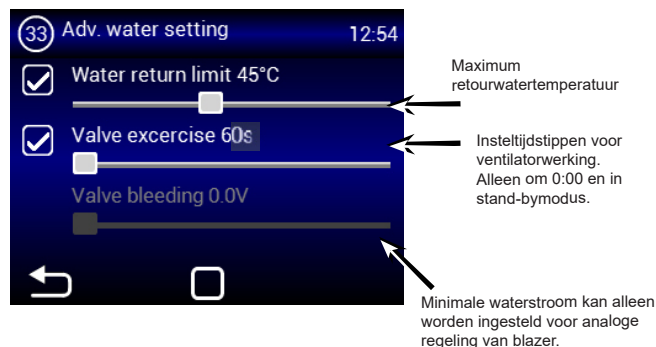 33 Adv. water setting 12:54
Water return limit 45°C
Valve excercise 60s
Valve bleeding 0.0V
Maximum
retourwatertemperatuur
Insteltijdstippen voor
ventilatorwerking.
Alleen om 0:00 en in
stand-bymodus.
Minimale waterstroom kan alleen
worden ingesteld voor analoge
regeling van blazer.